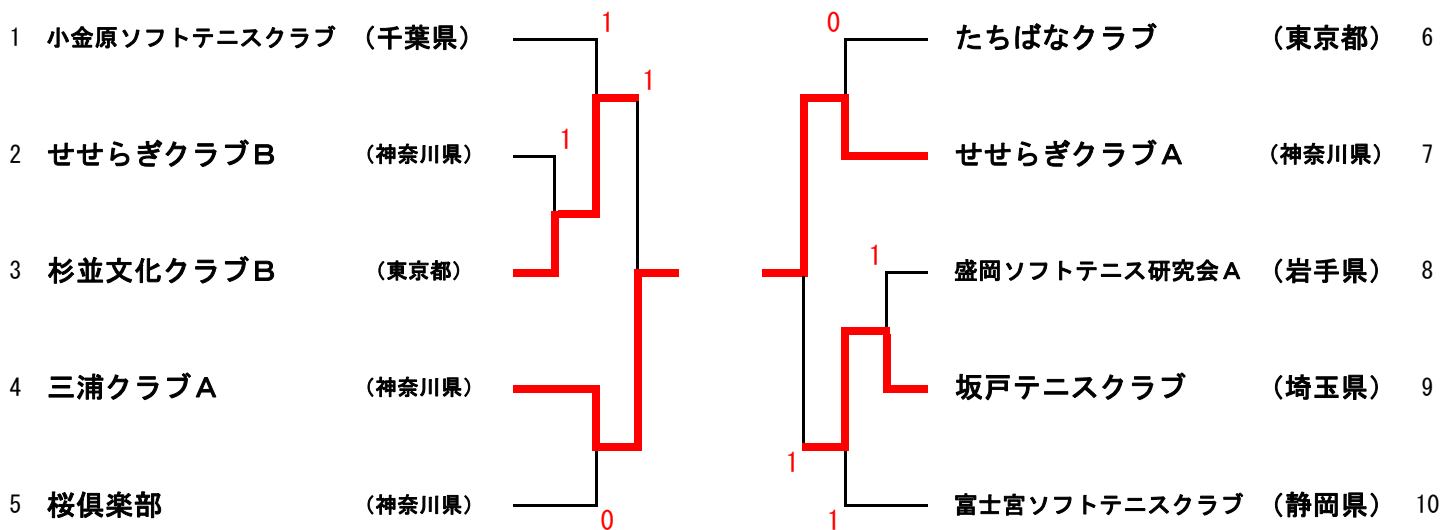 1 小金原ソフトテニスクラブ （千葉県）
1
1
2 せせらぎクラブＢ （神奈川県）
1
3 杉並文化クラブＢ （東京都）
4 三浦クラブＡ （神奈川県）
5 桜倶楽部 （神奈川県）
0
0
たちばなクラブ （東京都） 6
せせらぎクラブＡ （神奈川県） 7
1
盛岡ソフトテニス研究会Ａ （岩手県） 8
坂戸テニスクラブ （埼玉県） 9
1
富士宮ソフトテニスクラブ （静岡県） 10
1